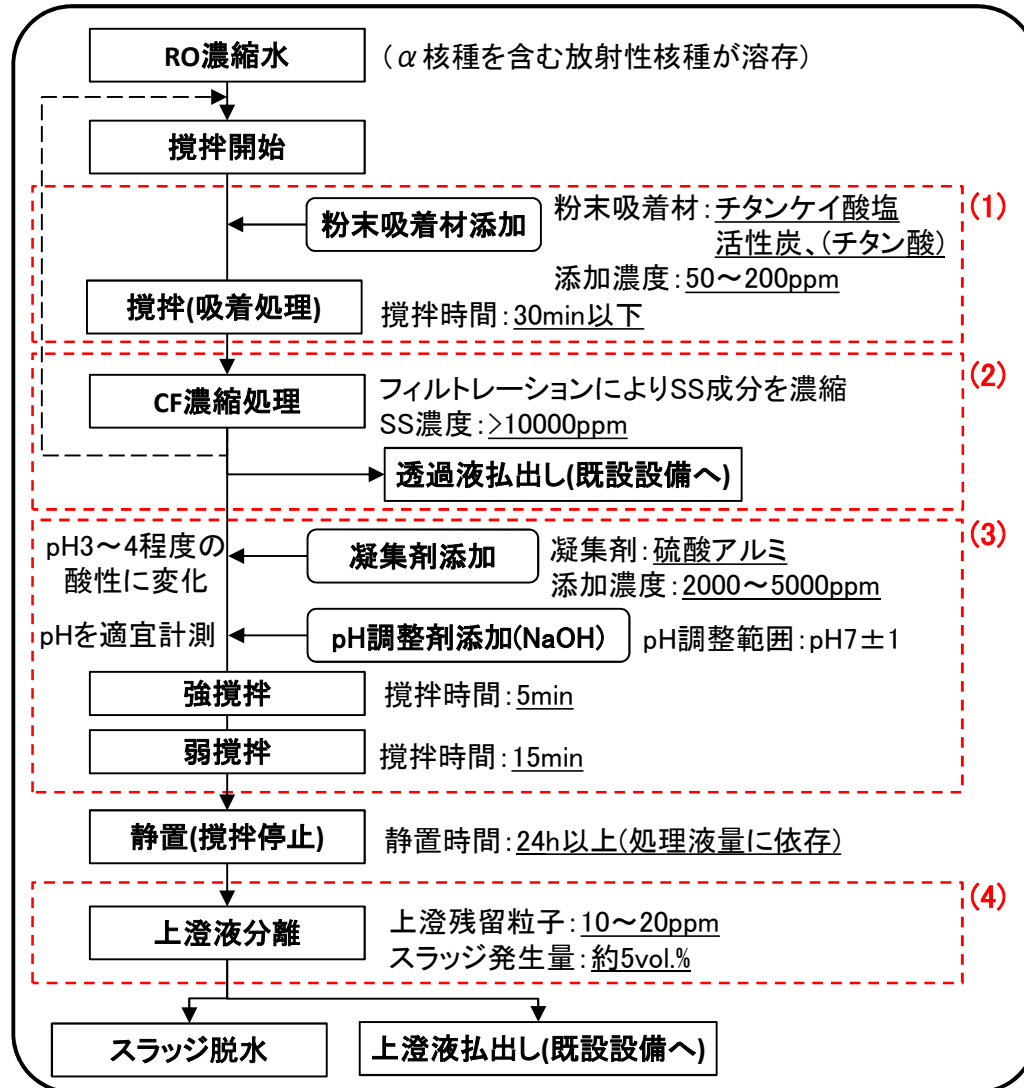 RO濃縮水
(α核種を含む放射性核種が溶存)
撹拌開始
(1)
粉末吸着材添加
粉末吸着材:チタンケイ酸塩
活性炭、(チタン酸)
添加濃度:50～200ppm
撹拌(吸着処理)
撹拌時間:30min以下
(2)
CF濃縮処理
フィルトレーションによりSS成分を濃縮
SS濃度:>10000ppm
透過液払出し(既設設備へ)
(3)
pH3～4程度の
酸性に変化
凝集剤添加
凝集剤:硫酸アルミ
添加濃度:2000～5000ppm
pHを適宜計測
pH調整剤添加(NaOH)
pH調整範囲:pH7±1
強撹拌
撹拌時間:5min
弱撹拌
撹拌時間:15min
静置(撹拌停止)
静置時間:24h以上(処理液量に依存)
(4)
上澄液分離
上澄残留粒子:10～20ppm
スラッジ発生量:約5vol.%
スラッジ脱水
上澄液払出し(既設設備へ)